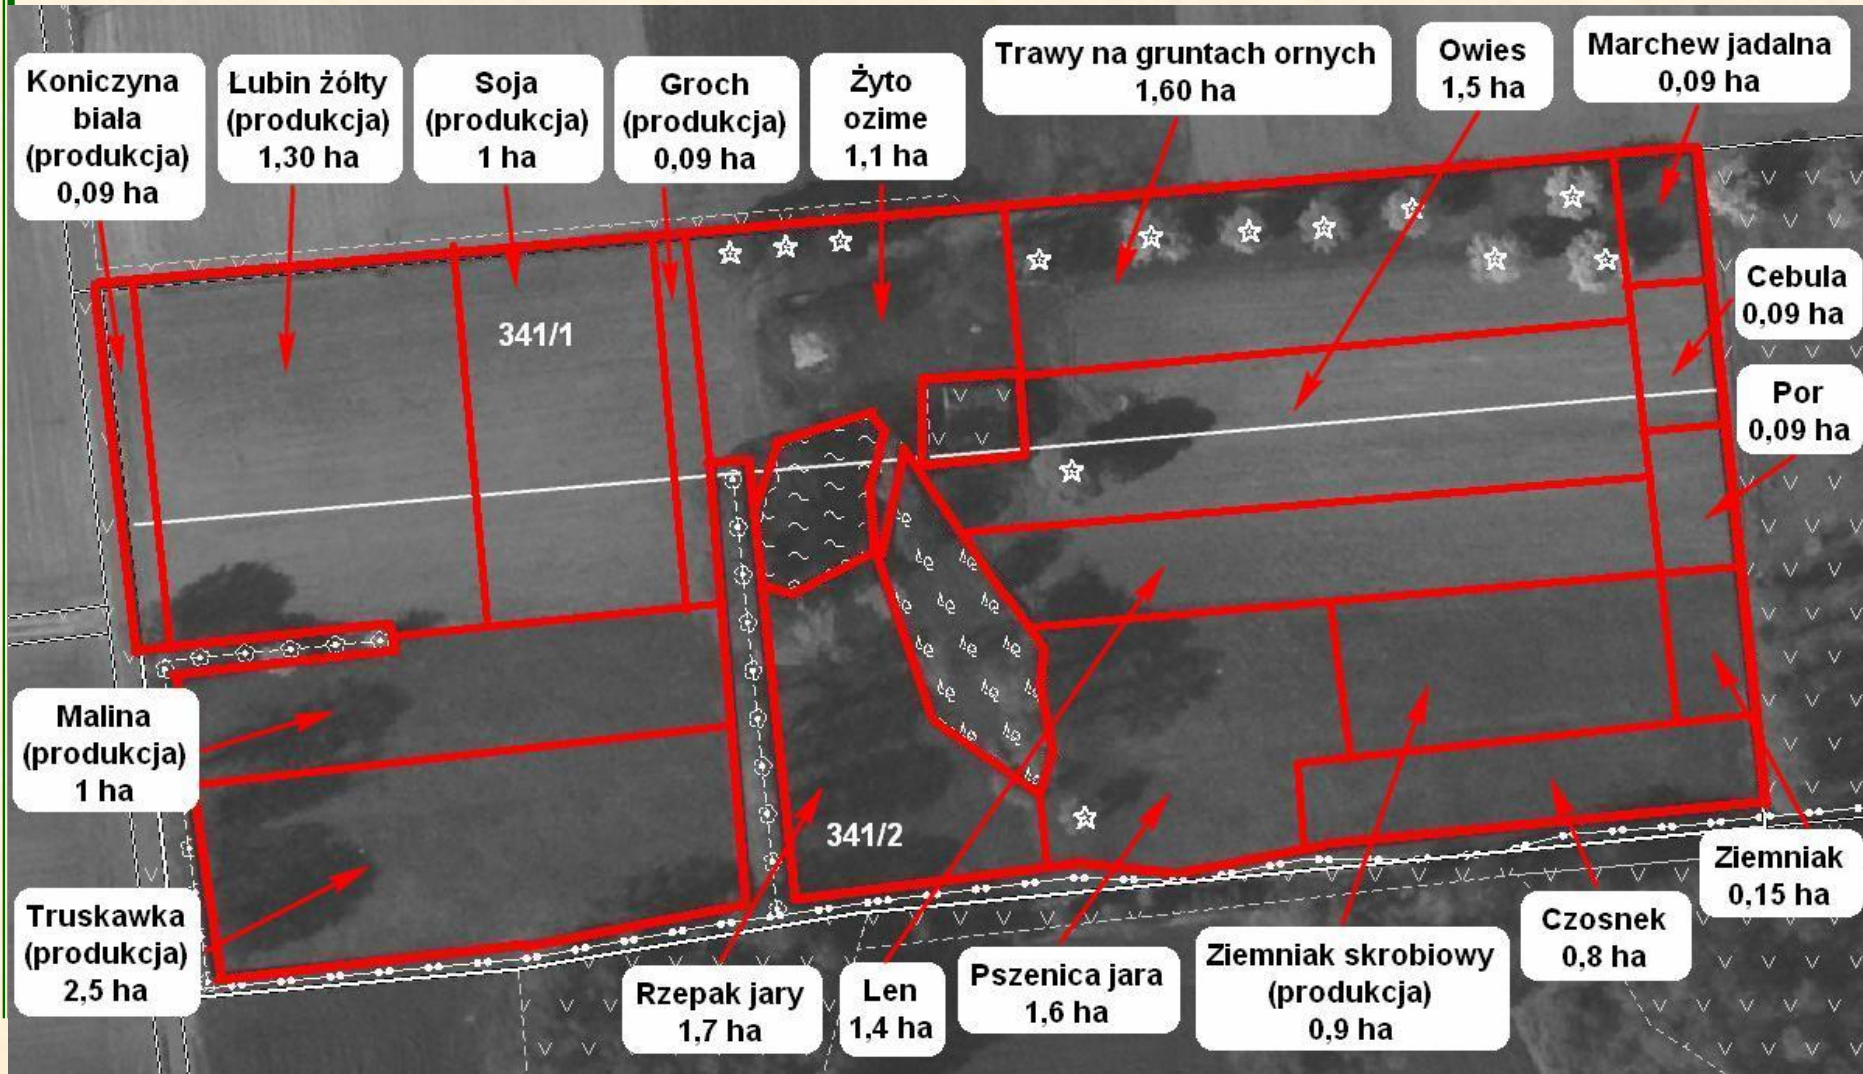 Koniczyna
biała
(produkcja)
0,09 ha
Łubin żółty
(produkcja)
1,30 ha
Soja
(produkcja)
1 ha
Groch
(produkcja)
0,09 ha
Żyto
ozime
1,1 ha
Trawy na gruntach ornych
1,60 ha
Owies
1,5 ha
Marchew jadalna
0,09 ha
Cebula
0,09 ha
Por
0,09 ha
341/1
341/2
Malina
(produkcja)
1 ha
Truskawka
(produkcja)
2,5 ha
Rzepak jary
1,7 ha
Len
1,4 ha
Pszenica jara
1,6 ha
Ziemniak skrobiowy
(produkcja)
0,9 ha
Czosnek
0,8 ha
Ziemniak
0,15 ha